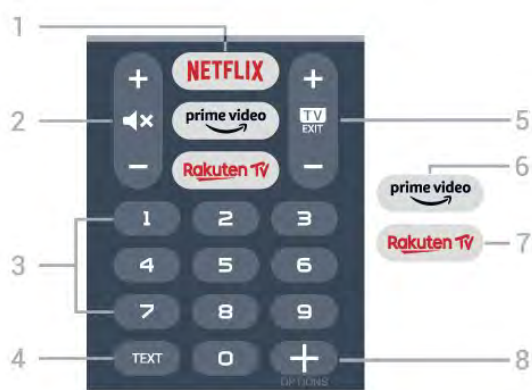 1
NETFLIX
+ +
2
prime video
TV
EXIT
5
- -
Rakuten TV
6
prime video
1 2 3
Rakuten TV
7
3
4 5 6
7 8 9
4
TEXT 0 +
8
OPTIONS